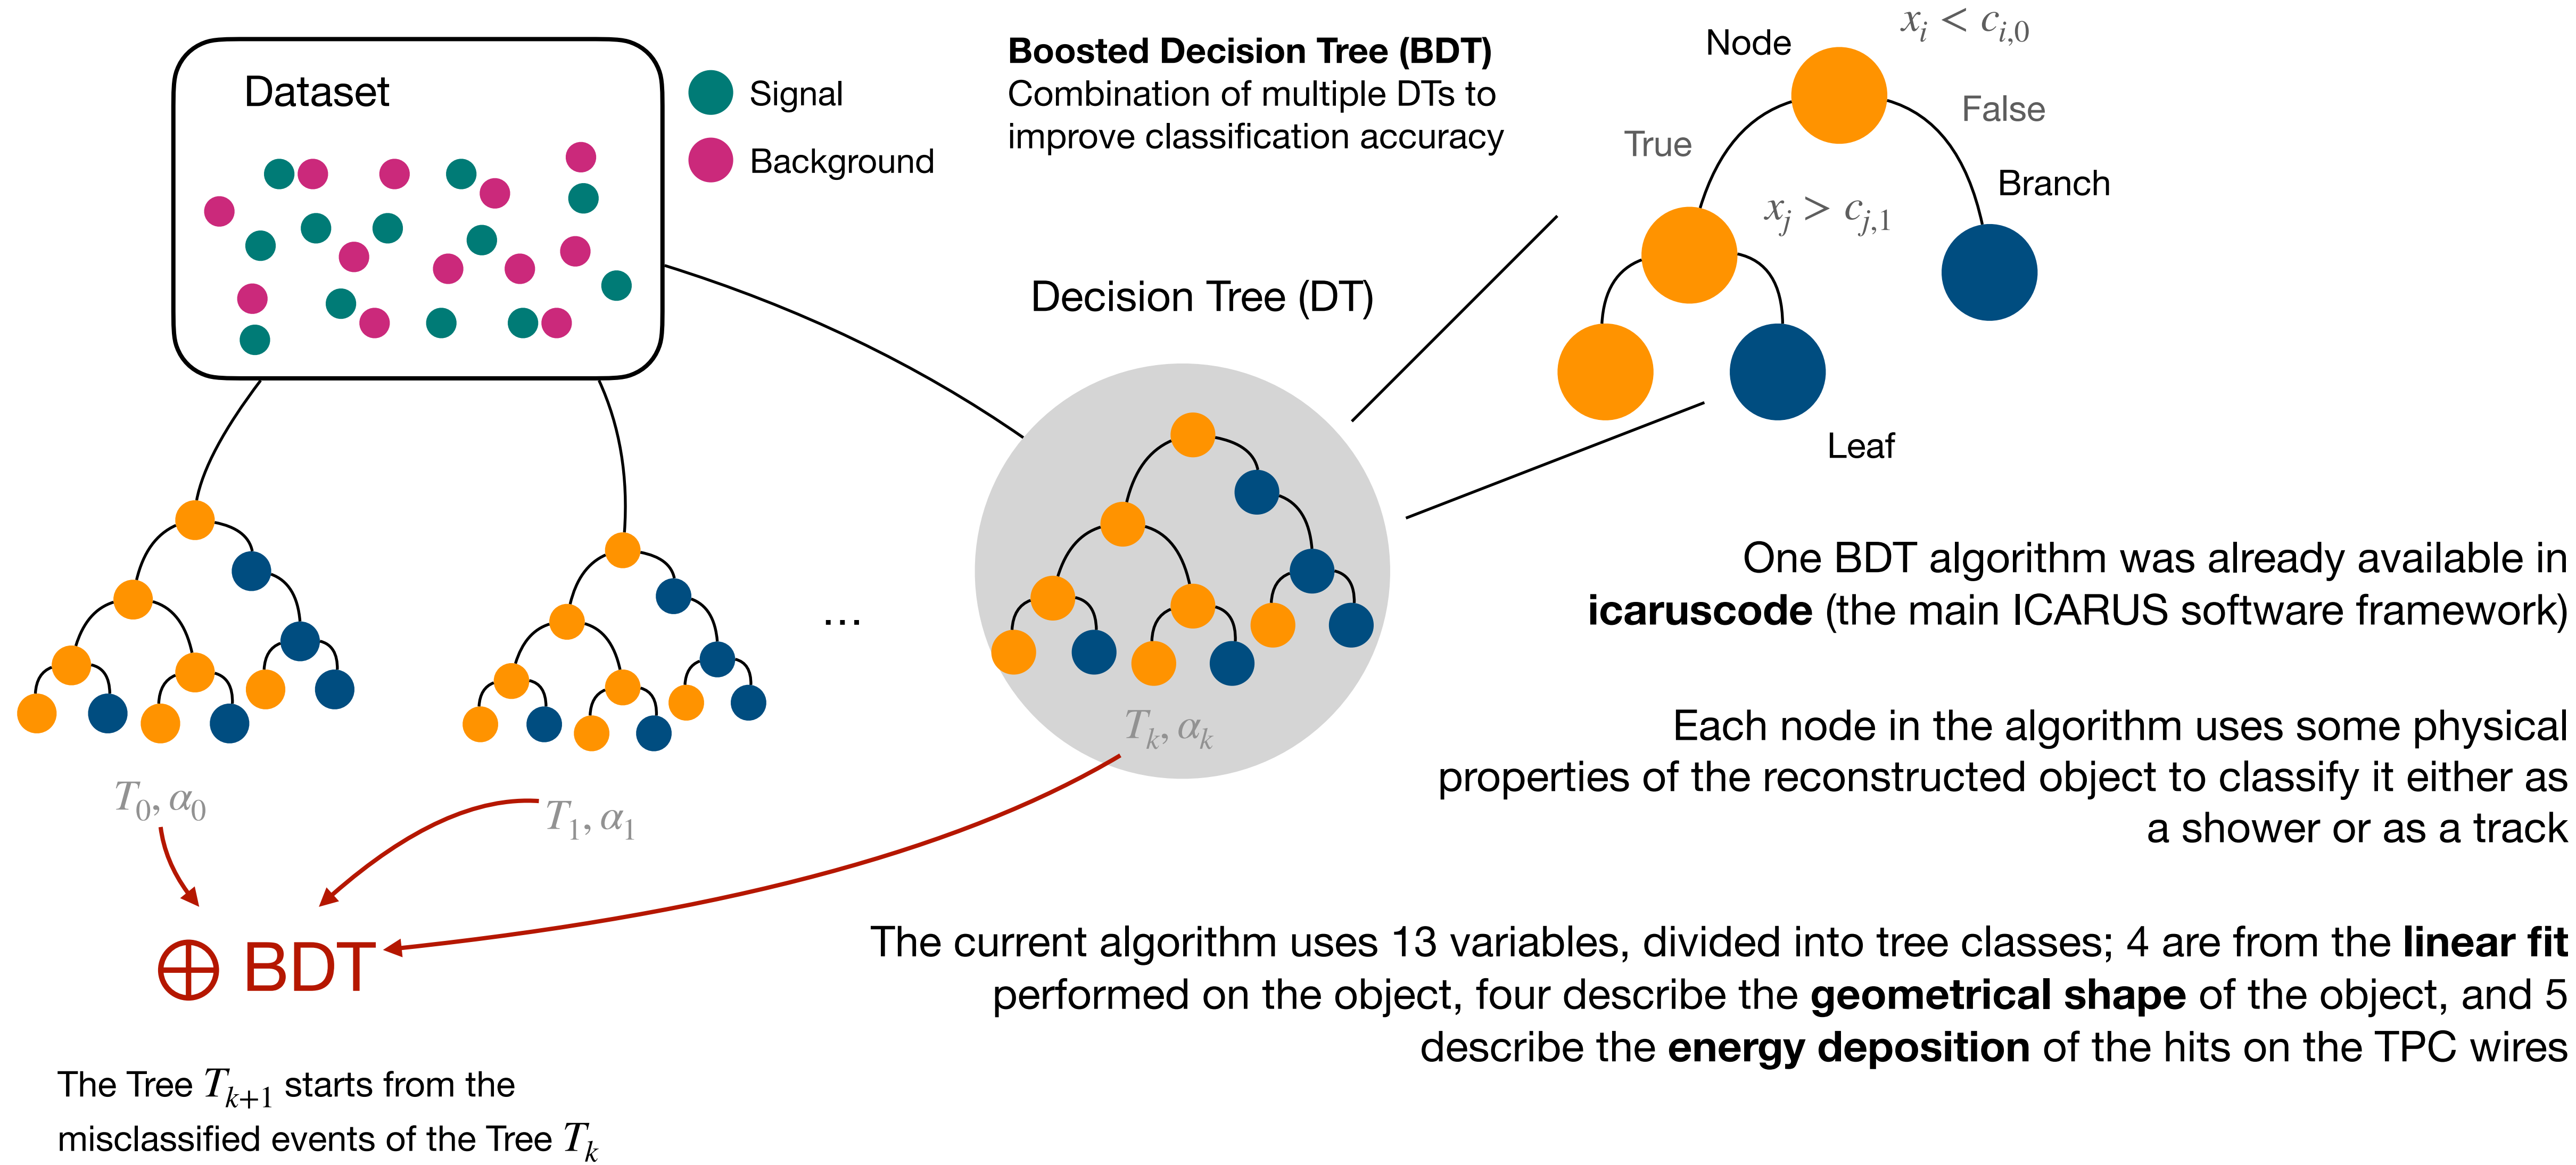 Dataset
Signal
Background
Boosted Decision Tree (BDT)
Combination of multiple DTs to
improve classification accuracy
Node
x_i < c_{i,0}
True
False
Branch
x_j > c_{j,1}
Leaf
Decision Tree (DT)
...
T_k, α_k
T_0, α_0
T_1, α_1
⊕ BDT
The Tree T_{k+1} starts from the
misclassified events of the Tree T_k
One BDT algorithm was already available in
icaruscode (the main ICARUS software framework)
Each node in the algorithm uses some physical
properties of the reconstructed object to classify it either as
a shower or as a track
The current algorithm uses 13 variables, divided into tree classes; 4 are from the linear fit
performed on the object, four describe the geometrical shape of the object, and 5
describe the energy deposition of the hits on the TPC wires